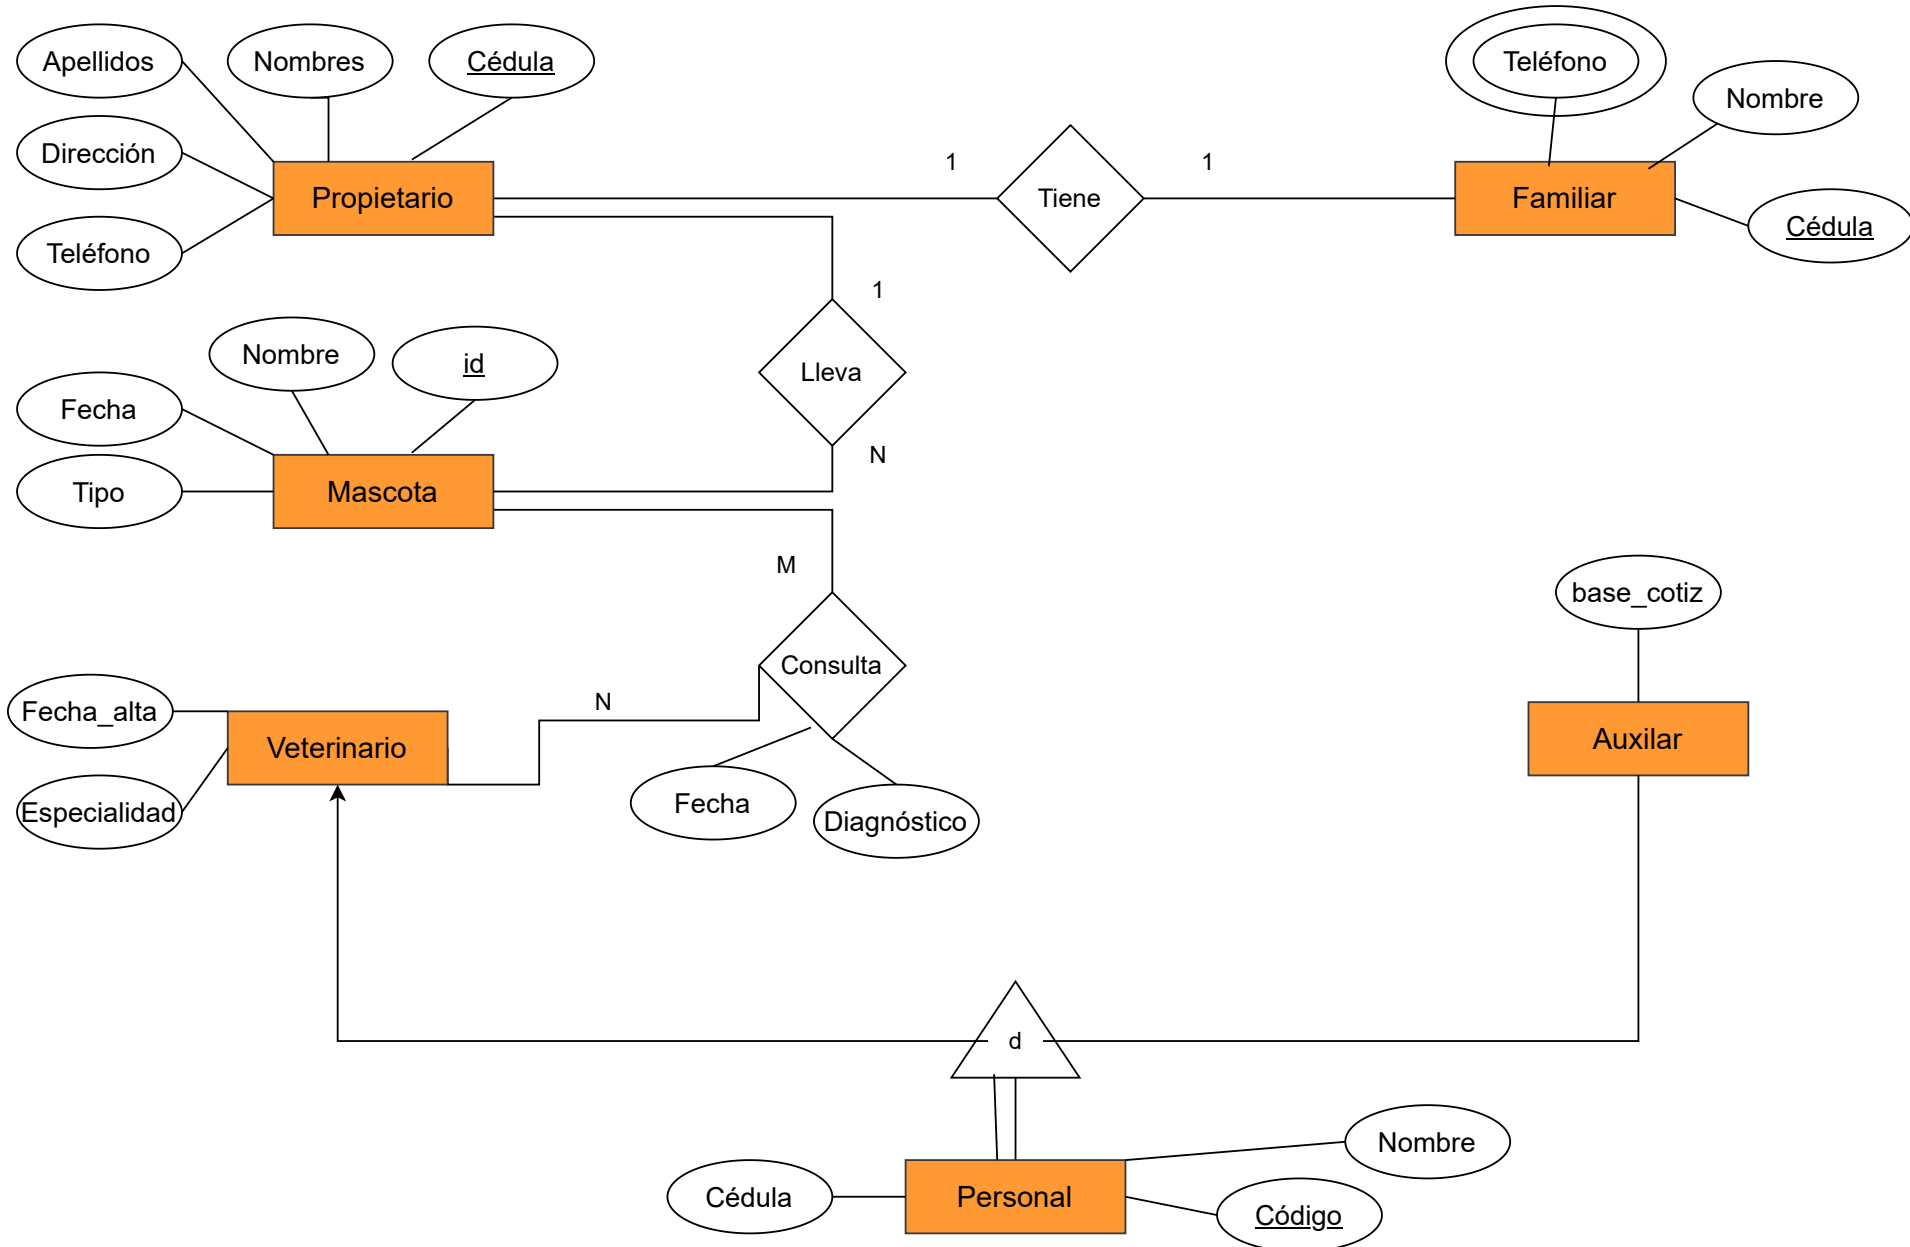 Apellidos
Nombres
Cédula
Teléfono
Nombre
Dirección
Propietario
1
Tiene
1
Familiar
Cédula
Teléfono
1
Nombre
id
Lleva
Fecha
N
Tipo
Mascota
M
base_cotiz
Consulta
Fecha_alta
N
Veterinario
Auxilar
Fecha
Diagnóstico
Especialidad
d
Nombre
Cédula
Personal
Código